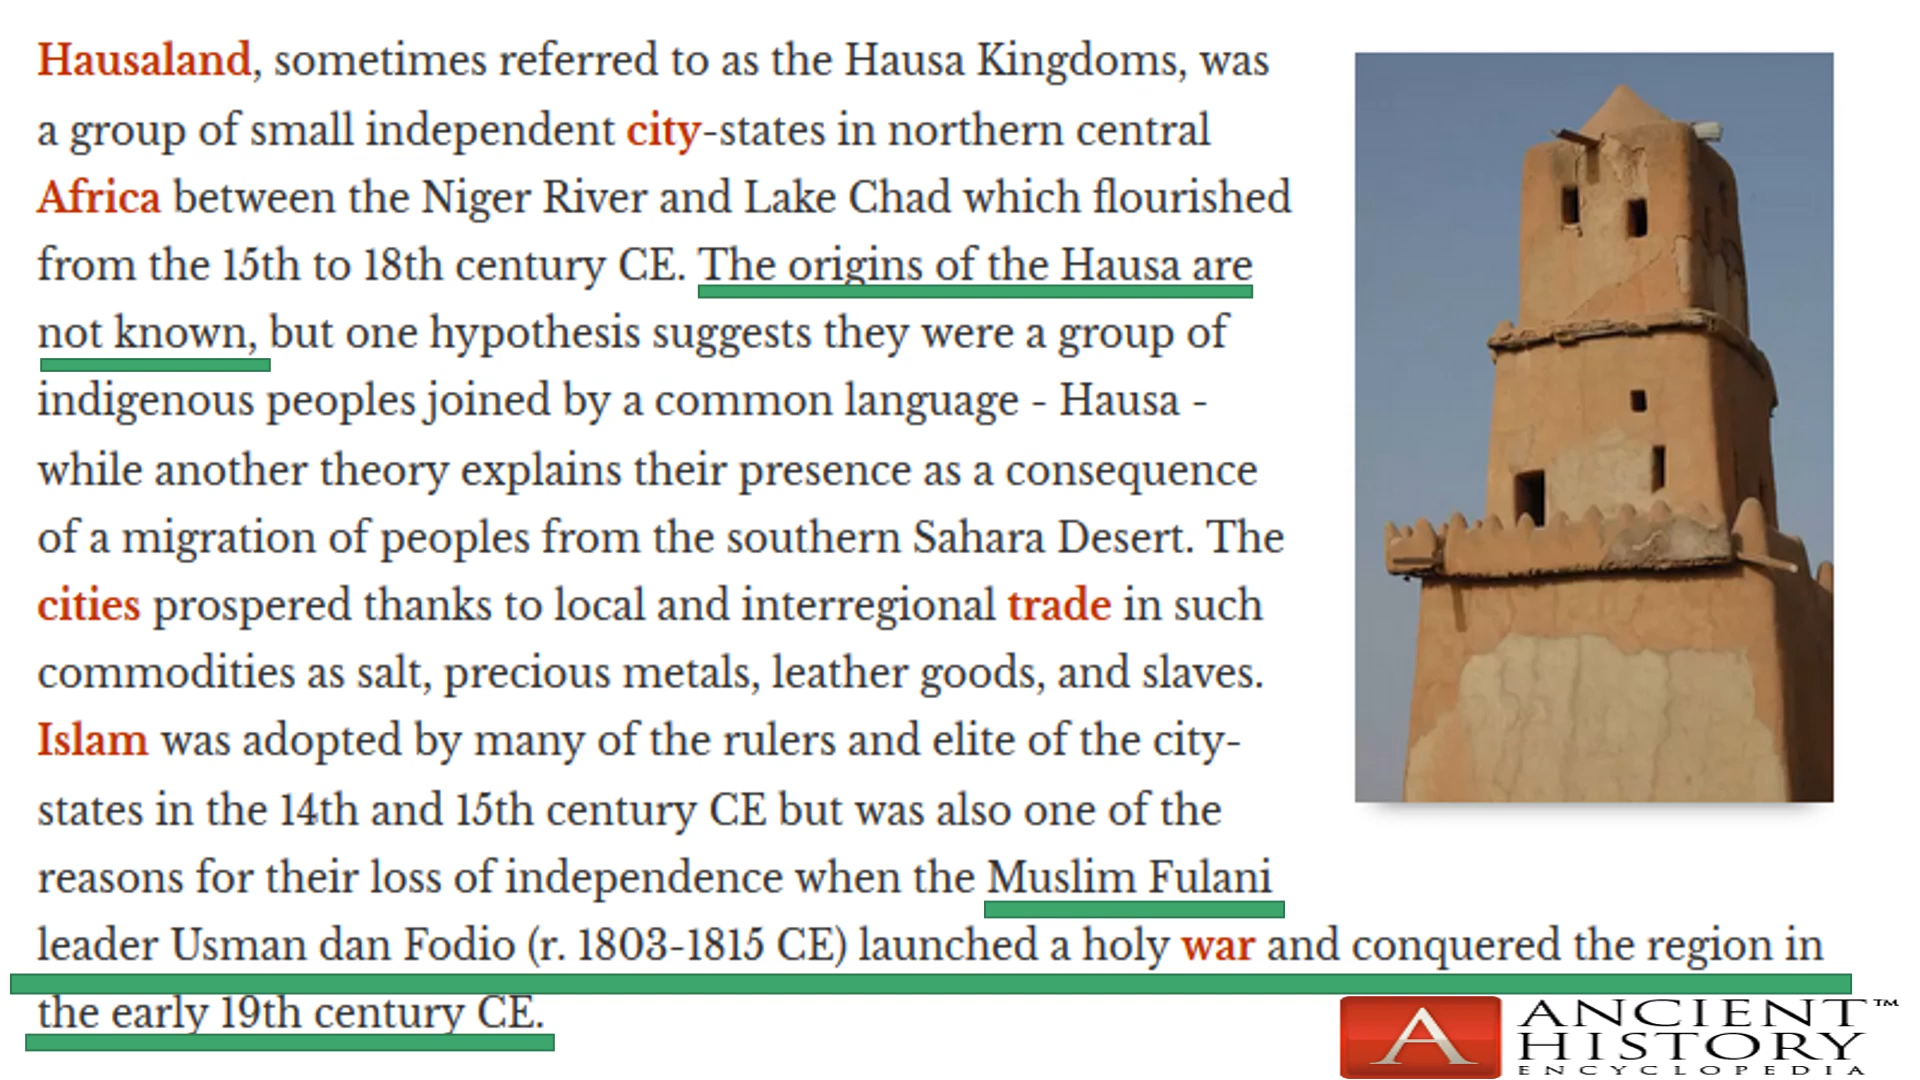 Hausaland, sometimes referred to as the Hausa Kingdoms, was
a group of small independent city-states in northern central
Africa between the Niger River and Lake Chad which flourished
from the 15th to 18th century CE. The origins of the Hausa are
not known, but one hypothesis suggests they were a group of
indigenous peoples joined by a common language - Hausa -
while another theory explains their presence as a consequence
of a migration of peoples from the southern Sahara Desert. The
cities prospered thanks to local and interregional trade in such
commodities as salt, precious metals, leather goods, and slaves.
Islam was adopted by many of the rulers and elite of the city-
states in the 14th and 15th century CE but was also one of the
reasons for their loss of independence when the Muslim Fulani
leader Usman dan Fodio (r. 1803-1815 CE) launched a holy war and conquered the region in
the early 19th century CE.
A
ANCIENT™
HISTORY
ENCYCLOPEDIA